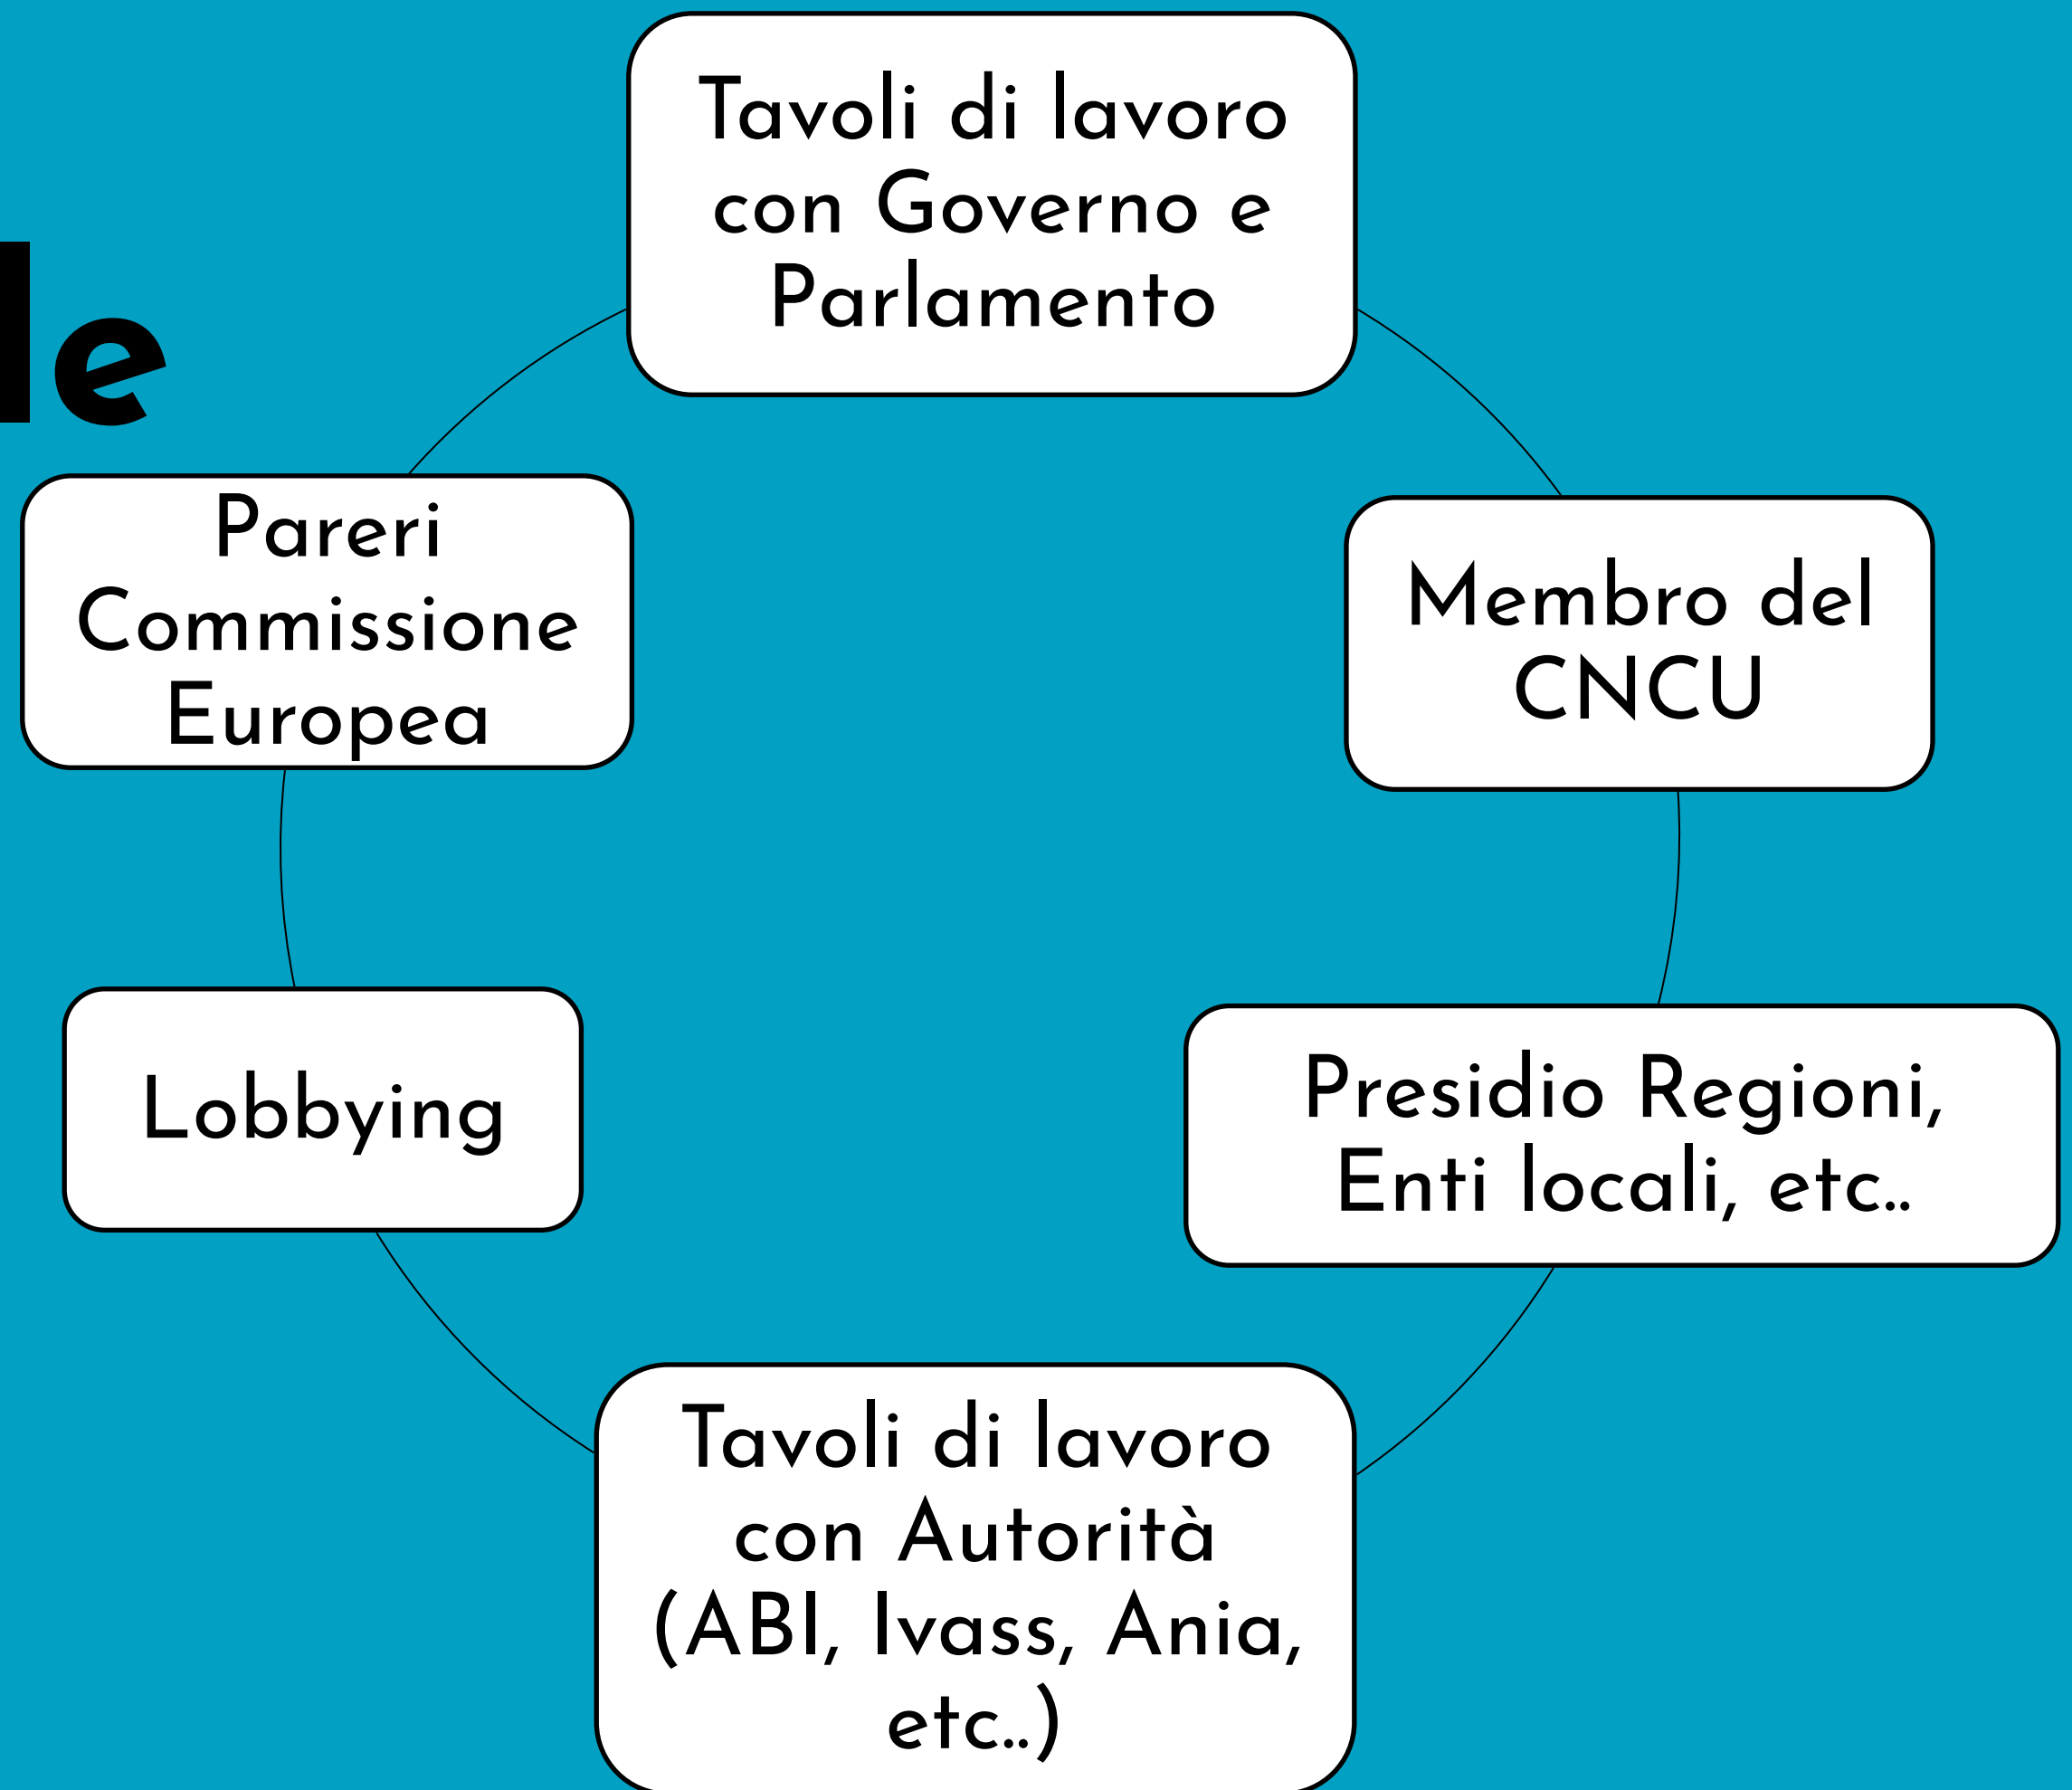 le
Tavoli di lavoro
con Governo e
Parlamento
Pareri
Commissione
Europea
Membro del
CNCU
Lobbying
Presidio Regioni,
Enti locali, etc..
Tavoli di lavoro
con Autorità
(ABI, Ivass, Ania,
etc..)